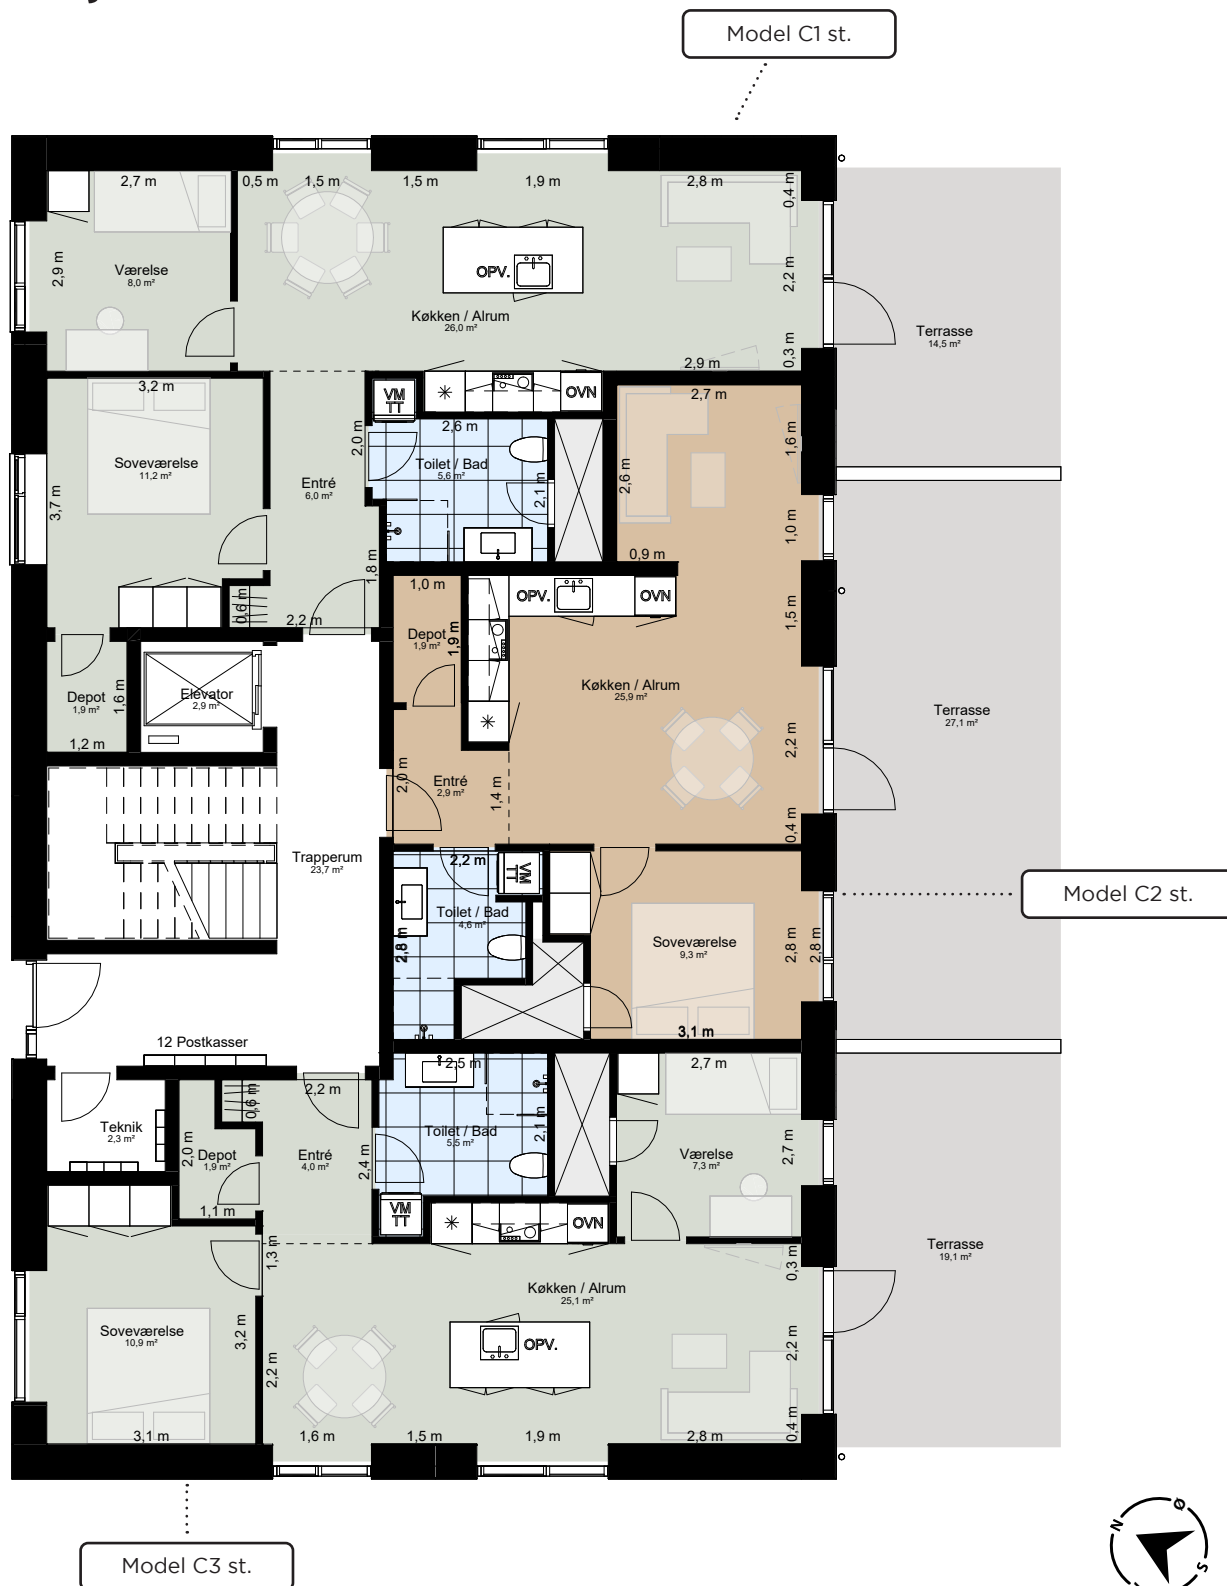 Model C1 st.
2,7 m
0,5 m
1,5 m
1,5 m
1,9 m
2,8 m
0,4 m
2,9 m
Værelse
8,0 m²
OPV.
2,2 m
Køkken / Alrum
26,0 m²
Terrasse
14,5 m²
0,3 m
2,9 m
3,2 m
VM
TT
OVN
2,7 m
2,0 m
2,6 m
1,6 m
Soveværelse
11,2 m²
Toilet / Bad
5,6 m²
2,6 m
Entré
6,0 m²
3,7 m
2,1 m
1,0 m
0,9 m
1,8 m
1,0 m
OPV.
OVN
0,6 m
2,2 m
1,5 m
Depot
1,9 m²
1,9 m
Køkken / Alrum
25,9 m²
Depot
1,9 m²
1,6 m
Elevator
2,9 m²
Terrasse
27,1 m²
1,2 m
2,2 m
2,0 m
Entré
2,9 m²
1,4 m
0,4 m
Trapperum
23,7 m²
2,2 m
VM
TT
Model C2 st.
Toilet / Bad
4,6 m²
2,8 m
Soveværelse
9,3 m²
2,8 m
2,8 m
3,1 m
12 Postkasser
2,5 m
2,7 m
2,2 m
0,6 m
Teknik
2,3 m²
2,0 m
Depot
1,9 m²
Entré
4,0 m²
2,4 m
Toilet / Bad
5,5 m²
2,1 m
Værelse
7,3 m²
2,7 m
1,1 m
VM
TT
OVN
1,3 m
Terrasse
19,1 m²
0,3 m
Køkken / Alrum
25,1 m²
Soveværelse
10,9 m²
3,2 m
OPV.
2,2 m
2,2 m
3,1 m
1,6 m
1,5 m
1,9 m
2,8 m
0,4 m
N
Ø
S
Model C3 st.